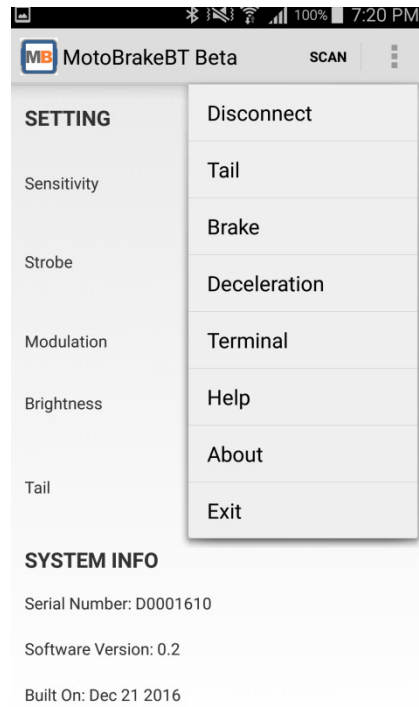 100% 7:20 PM
MB MotoBrakeBT Beta SCAN
SETTING
Sensitivity
Strobe
Modulation
Brightness
Tail
Disconnect
Tail
Brake
Deceleration
Terminal
Help
About
Exit
SYSTEM INFO
Serial Number: D0001610
Software Version: 0.2
Built On: Dec 21 2016